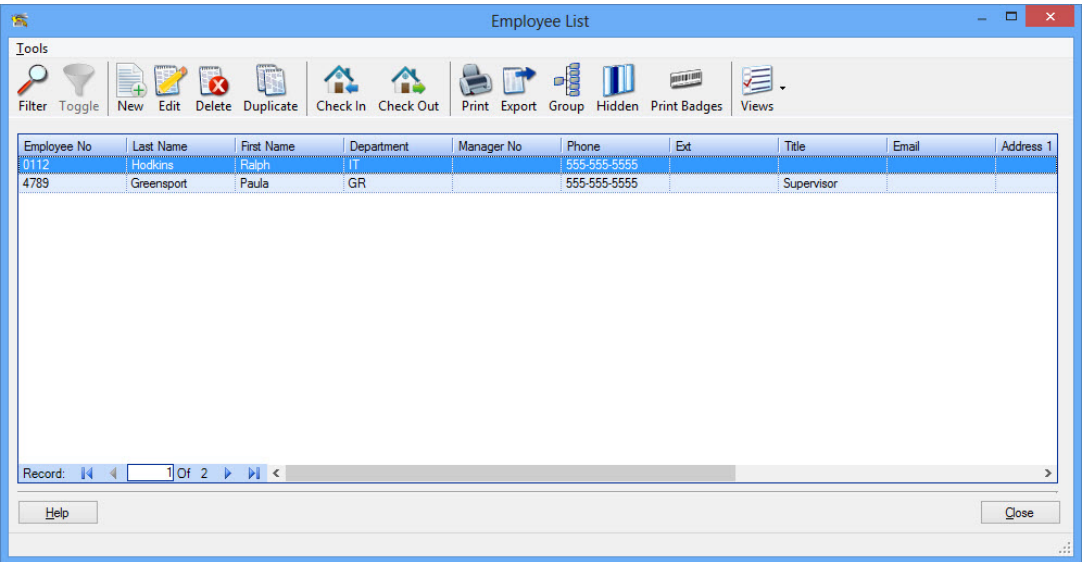 Employee List
Tools
Filter Toggle New Edit Delete Duplicate Check In Check Out Print Export Group Hidden Print Badges Views
Employee No Last Name First Name Department Manager No Phone Ext Title Email Address 1
0112 Hodkins Ralph IT 555-555-5555
4789 Greensport Paula GR 555-555-5555 Supervisor
Record: 1 Of 2
Help Close